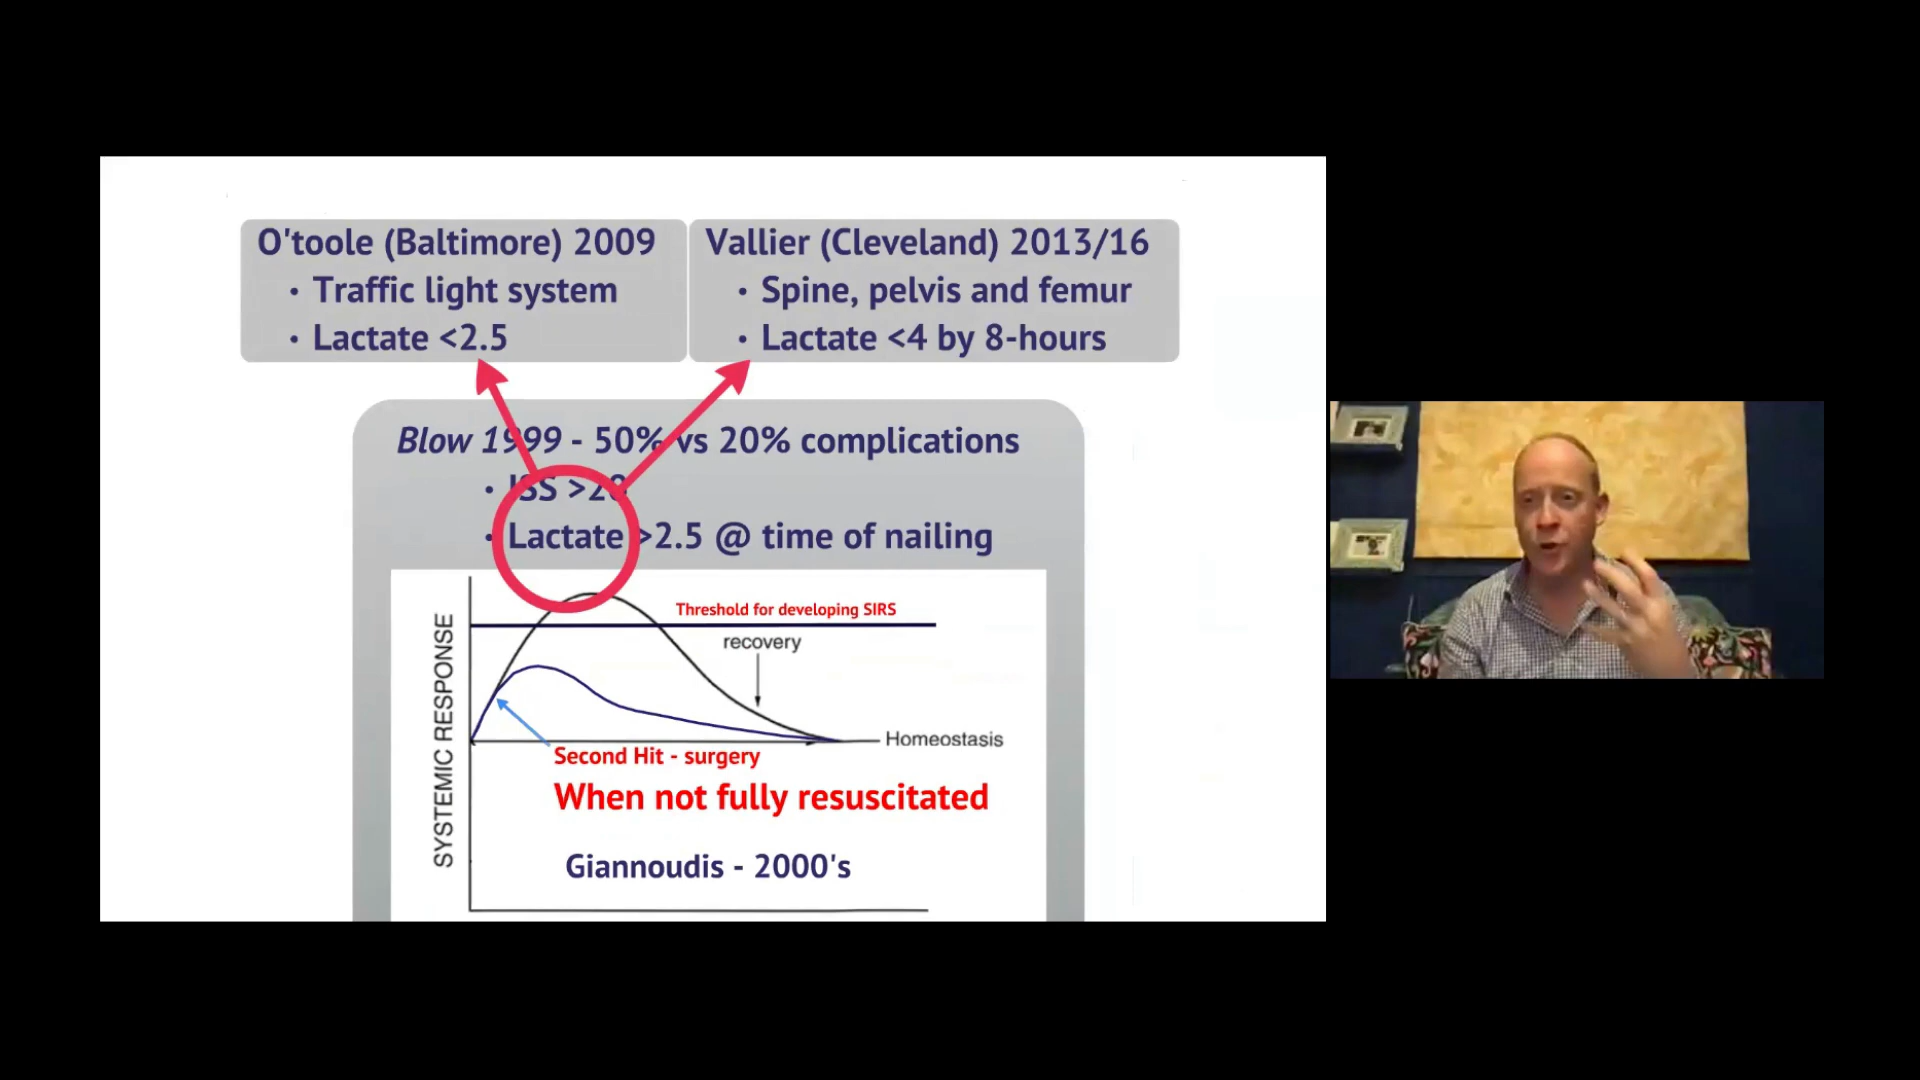 O'toole (Baltimore) 2009
• Traffic light system
• Lactate <2.5
Vallier (Cleveland) 2013/16
• Spine, pelvis and femur
• Lactate <4 by 8-hours
Blow 1999 - 50% vs 20% complications
• ISS >20
• Lactate >2.5 @ time of nailing
SYSTEMIC RESPONSE
Threshold for developing SIRS
recovery
Homeostasis
Second Hit - surgery
When not fully resuscitated
Giannoudis - 2000's